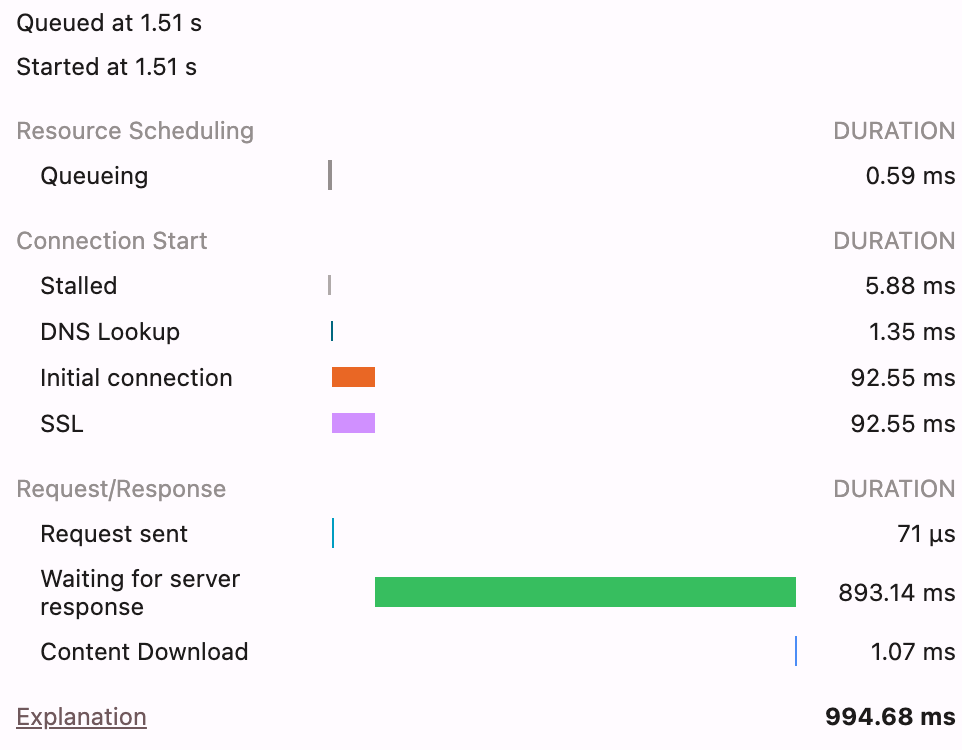 Queued at 1.51 s
Started at 1.51 s
Resource Scheduling DURATION
Queueing 0.59 ms
Connection Start DURATION
Stalled 5.88 ms
DNS Lookup 1.35 ms
Initial connection 92.55 ms
SSL 92.55 ms
Request/Response DURATION
Request sent 71 μs
Waiting for server
response 893.14 ms
Content Download 1.07 ms
Explanation 994.68 ms